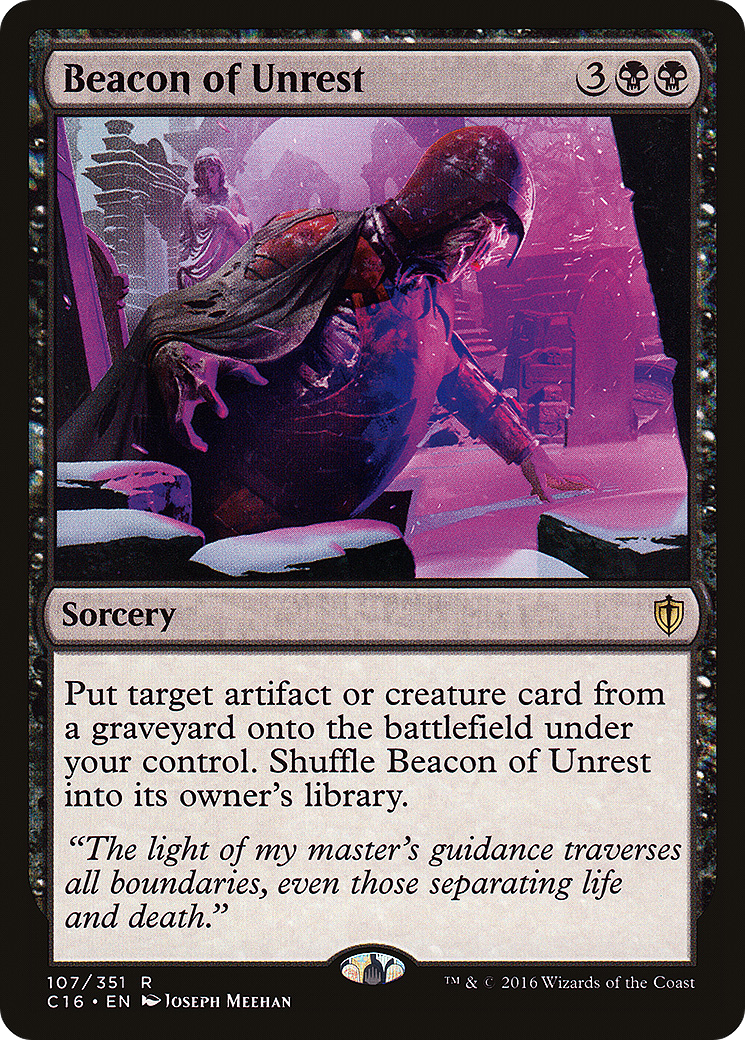 Beacon of Unrest 3
Sorcery
Put target artifact or creature card from
a graveyard onto the battlefield under
your control. Shuffle Beacon of Unrest
into its owner's library.
“The light of my master's guidance traverses
all boundaries, even those separating life
and death.”
107/351 R ™ & © 2016 Wizards of the Coast
C16 • EN Joseph Meehan